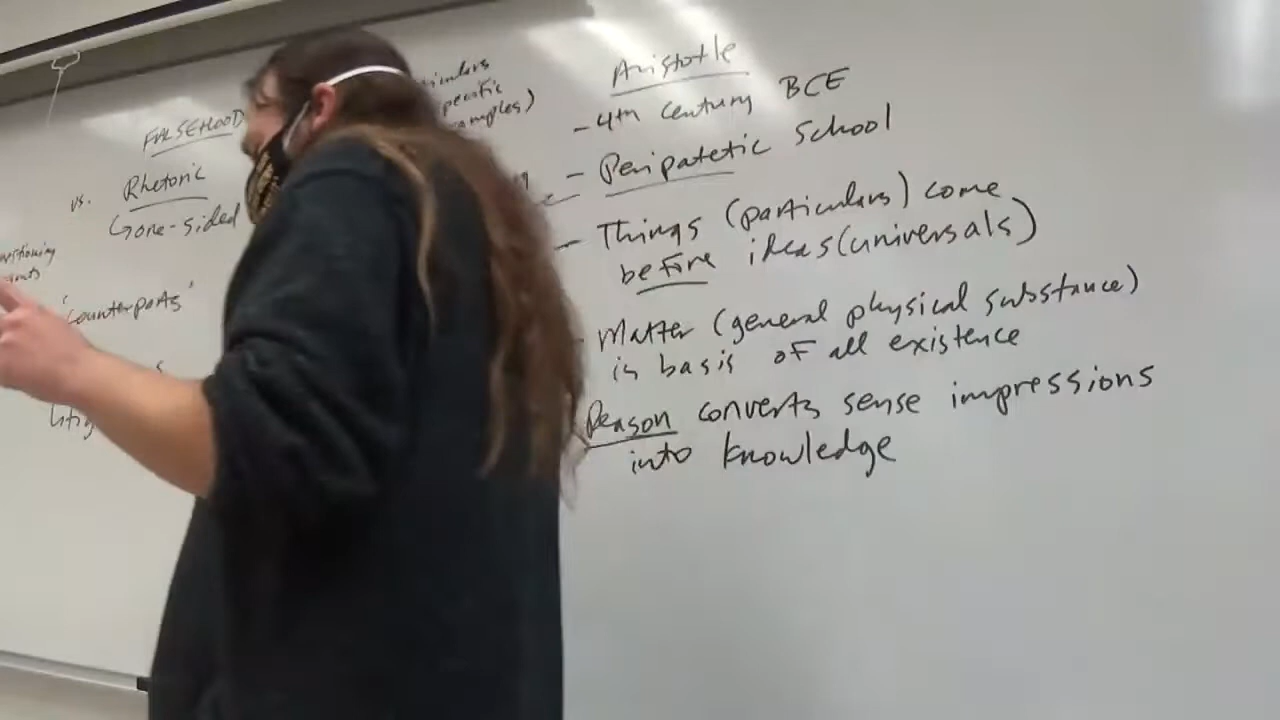 FALSEHOOD
vs. Rhetoric
one-sided
'counterparts'
Aristotle
- 4th century BCE
- Peripatetic School
- Things (particulars) come
before ideas (universals)
Matter (general physical substance)
is basis of all existence
Reason converts sense impressions
into knowledge